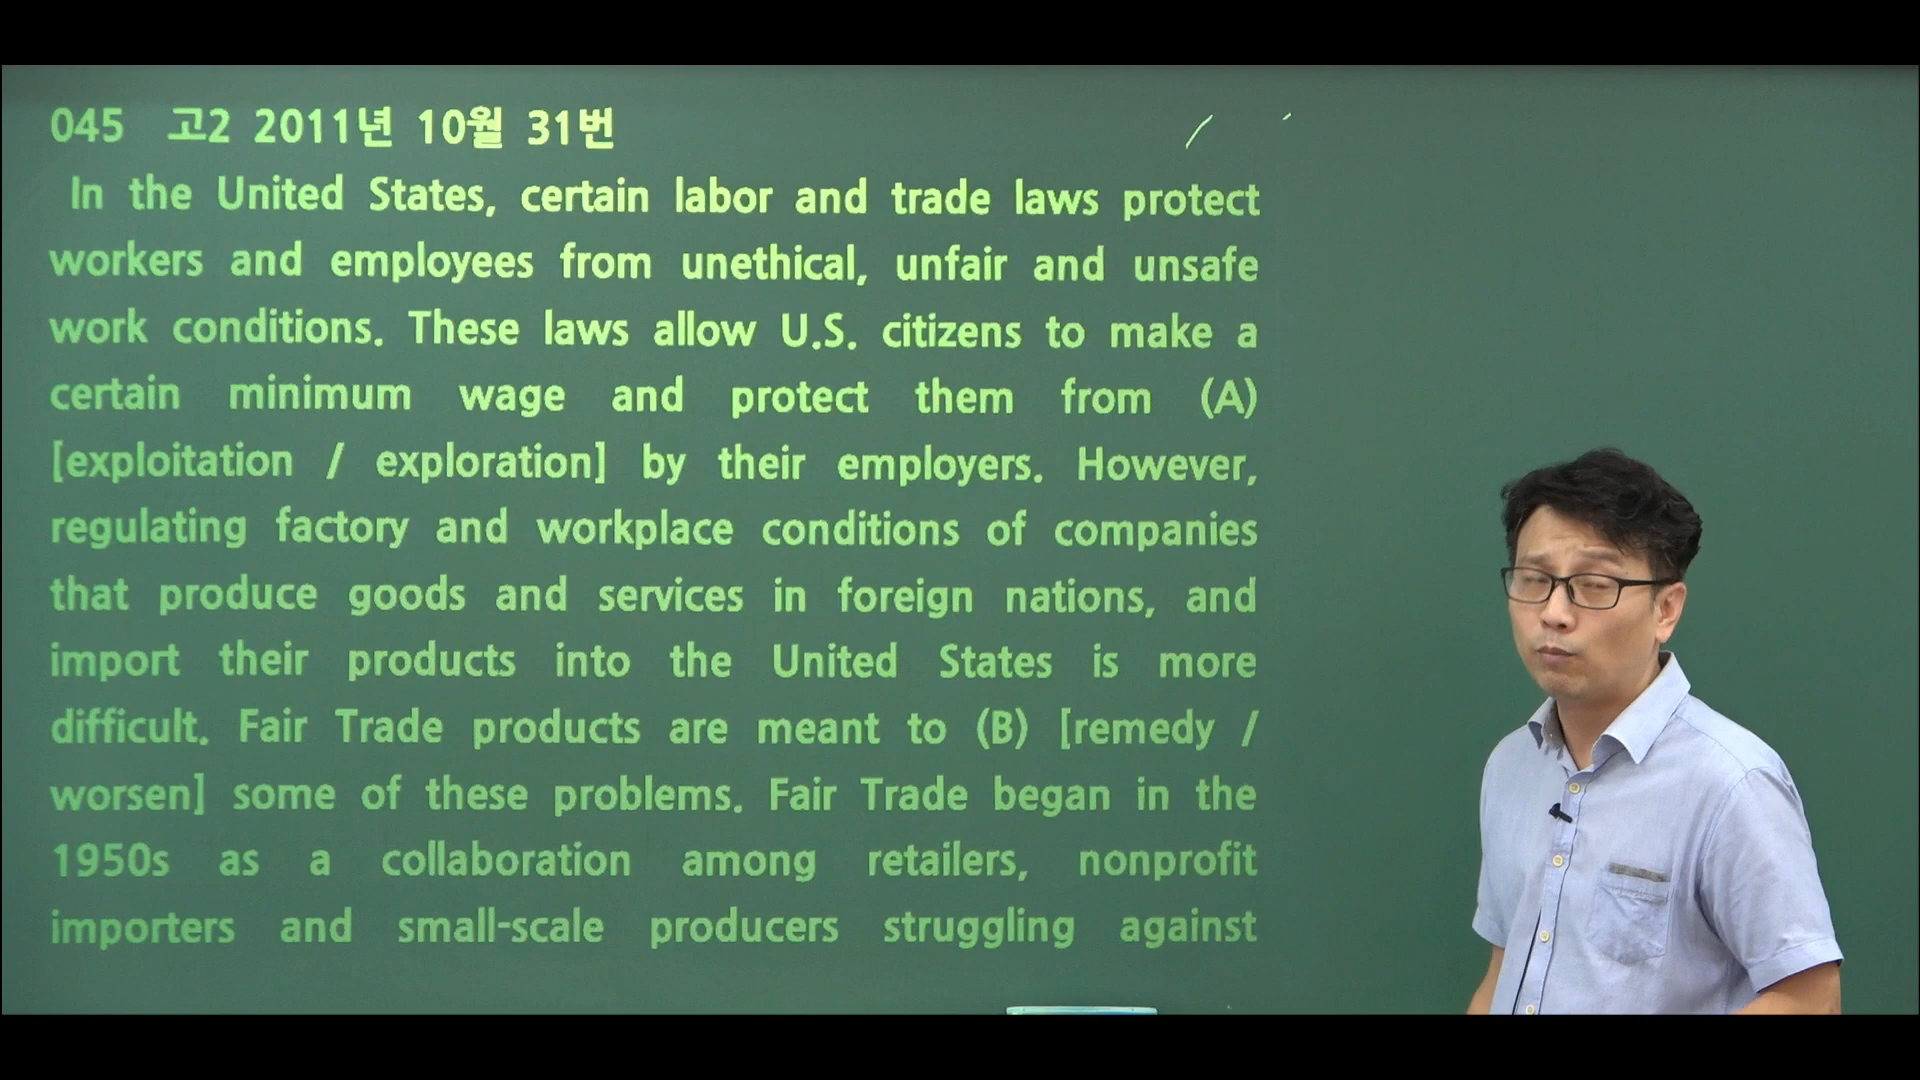 045 고2 2011년 10월 31번
In the United States, certain labor and trade laws protect
workers and employees from unethical, unfair and unsafe
work conditions. These laws allow U.S. citizens to make a
certain minimum wage and protect them from (A)
[exploitation / exploration] by their employers. However,
regulating factory and workplace conditions of companies
that produce goods and services in foreign nations, and
import their products into the United States is more
difficult. Fair Trade products are meant to (B) [remedy /
worsen] some of these problems. Fair Trade began in the
1950s as a collaboration among retailers, nonprofit
importers and small-scale producers struggling against